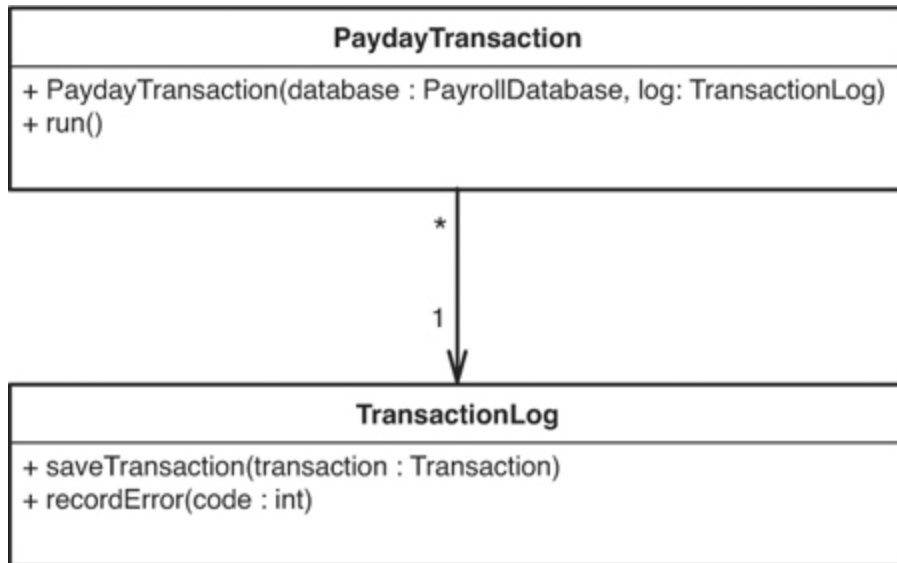 PaydayTransaction
+ PaydayTransaction(database : PayrollDatabase, log: TransactionLog)
+ run()
*
1
TransactionLog
+ saveTransaction(transaction : Transaction)
+ recordError(code : int)